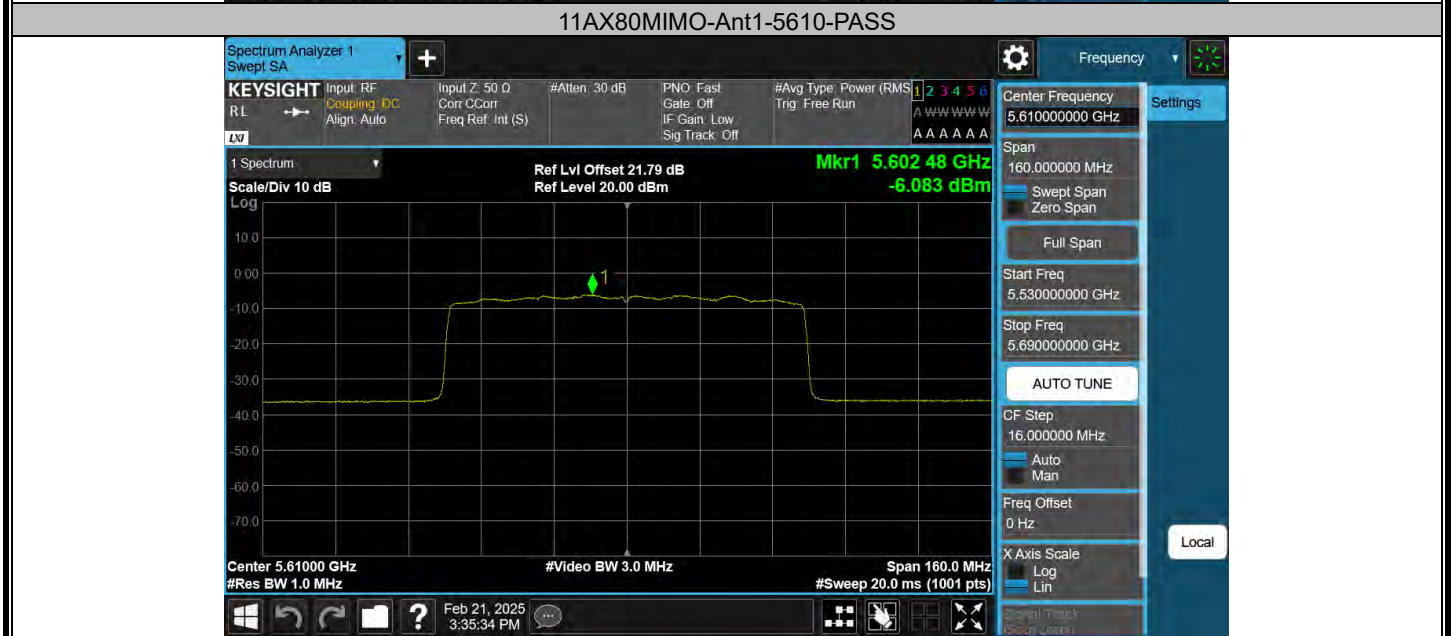 11AX80MIMO-Ant1-5610-PASS
Spectrum Analyzer 1
Swept SA
Frequency
KEYSIGHT
RL
LXI
Input: RF
Coupling: DC
Align: Auto
Input Z: 50 Ω
Corr CCorr
Freq Ref: Int (S)
#Atten: 30 dB
PNO: Fast
Gate: Off
IF Gain: Low
Sig Track: Off
#Avg Type: Power (RMS
Trig: Free Run
1 2 3 4 5 6
A W W W W W
A A A A A A
1 Spectrum
Scale/Div 10 dB
Log
Ref Lvl Offset 21.79 dB
Ref Level 20.00 dBm
Mkr1 5.602 48 GHz
-6.083 dBm
10.0
0.00
-10.0
-20.0
-30.0
-40.0
-50.0
-60.0
-70.0
1
Center 5.61000 GHz
#Res BW 1.0 MHz
#Video BW 3.0 MHz
Span 160.0 MHz
#Sweep 20.0 ms (1001 pts)
Center Frequency
5.610000000 GHz
Span
160.000000 MHz
Swept Span
Zero Span
Full Span
Start Freq
5.530000000 GHz
Stop Freq
5.690000000 GHz
AUTO TUNE
CF Step
16.000000 MHz
Auto
Man
Freq Offset
0 Hz
X Axis Scale
Log
Lin
Signal Track
(Span Zoom)
Settings
Local
?
Feb 21, 2025
3:35:34 PM